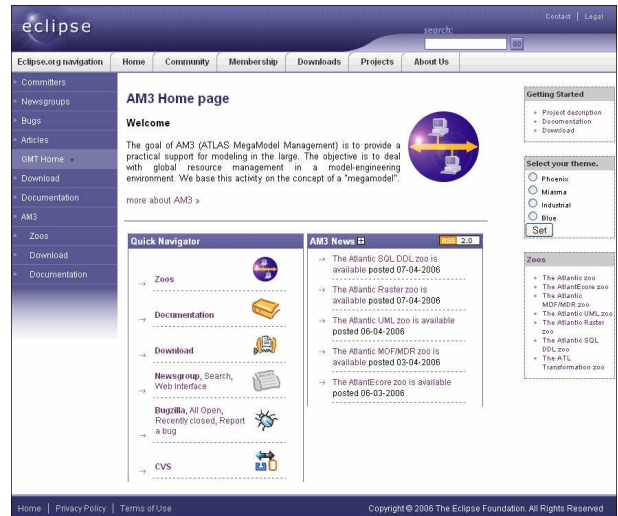 eclipse
Contact | Legal
search:
GO
Eclipse.org navigation
Home
Community
Membership
Downloads
Projects
About Us
Committers
Newsgroups
Bugs
Articles
GMT Home
Download
Documentation
AM3
Zoos
Download
Documentation
AM3 Home page
Welcome
The goal of AM3 (ATLAS MegaModel Management) is to provide a
practical support for modeling in the large. The objective is to deal
with global resource management in a model-engineering
environment. We base this activity on the concept of a "megamodel".
more about AM3 »
Quick Navigator
Zoos
Documentation
Download
Newsgroup, Search,
Web Interface
Bugzilla, All Open,
Recently closed, Report
a bug
CVS
AM3 News
RSS 2.0
The Atlantic SQL DDL zoo is
available posted 07-04-2006
The Atlantic Raster zoo is
available posted 07-04-2006
The Atlantic UML zoo is available
posted 06-04-2006
The Atlantic MOF/MDR zoo is
available posted 03-04-2006
The AtlantEcore zoo is available
posted 06-03-2006
Getting Started
Project description
Documentation
Download
Select your theme.
Phoenix
Miasma
Industrial
Blue
Set
Zoos
The Atlantic zoo
The AtlantEcore zoo
The Atlantic
MOF/MDR zoo
The Atlantic UML zoo
The Atlantic Raster
zoo
The Atlantic SQL
DDL zoo
The ATL
Transformation zoo
Home | Privacy Policy | Terms of Use
Copyright © 2006 The Eclipse Foundation. All Rights Reserved